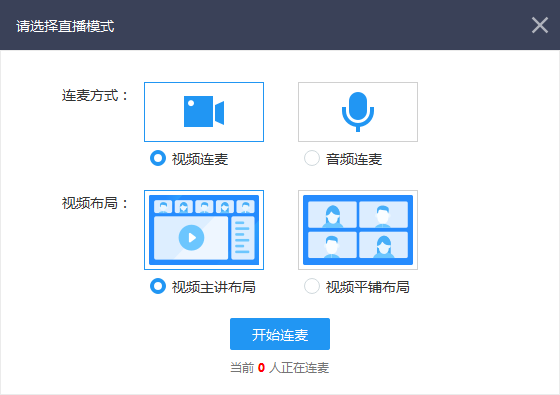 请选择直播模式
连麦方式：
视频连麦 音频连麦
视频布局：
视频主讲布局 视频平铺布局
开始连麦
当前 0 人正在连麦